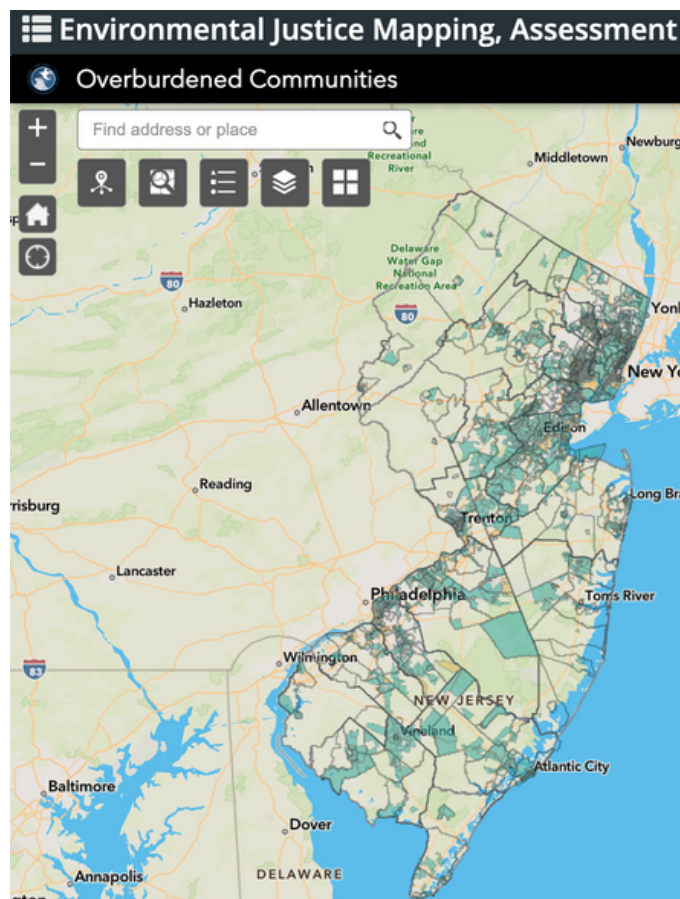 Environmental Justice Mapping, Assessment
Overburdened Communities
Find address or place
Recreational
River
Middletown
Newburg
Delaware
Water Gap
National
Recreation Area
80
80
Hazleton
Yonl
New Yo
Allentown
Edison
Reading
rrisburg
Long Bra
Trenton
Lancaster
Philadelphia
Toms River
Wilmington
83
NEW JERSEY
Vineland
Atlantic City
Baltimore
Dover
DELAWARE
Annapolis